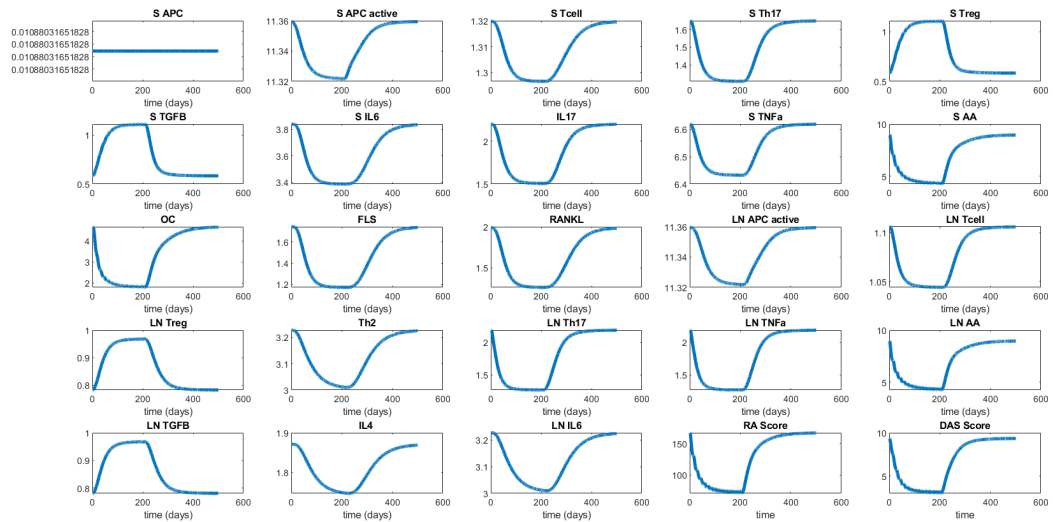 S APC
0.01088031651828
0.01088031651828
0.01088031651828
0.01088031651828
0 200 400 600
time (days)
S APC active
11.36
11.34
11.32
0 200 400 600
time (days)
S Tcell
1.32
1.31
1.3
0 200 400 600
time (days)
S Th17
1.6
1.4
0 200 400 600
time (days)
S Treg
1
0.5
0 200 400 600
time (days)
S TGFB
1
0.5
0 200 400 600
time (days)
S IL6
3.8
3.6
3.4
0 200 400 600
time (days)
IL17
2
1.5
0 200 400 600
time (days)
S TNFa
6.6
6.5
6.4
0 200 400 600
time (days)
S AA
10
5
0 200 400 600
time (days)
OC
4
3
2
0 200 400 600
time (days)
FLS
1.6
1.4
1.2
0 200 400 600
time (days)
RANKL
2
1.5
0 200 400 600
time (days)
LN APC active
11.36
11.34
11.32
0 200 400 600
time (days)
LN Tcell
1.1
1.05
0 200 400 600
time (days)
LN Treg
1
0.9
0.8
0 200 400 600
time (days)
Th2
3.2
3.1
3
0 200 400 600
time (days)
LN Th17
2
1.5
0 200 400 600
time (days)
LN TNFa
2
1.5
0 200 400 600
time (days)
LN AA
10
5
0 200 400 600
time (days)
LN TGFB
1
0.9
0.8
0 200 400 600
time (days)
IL4
1.9
1.8
0 200 400 600
time (days)
LN IL6
3.2
3.1
3
0 200 400 600
time (days)
RA Score
150
100
0 200 400 600
time
DAS Score
10
5
0 200 400 600
time